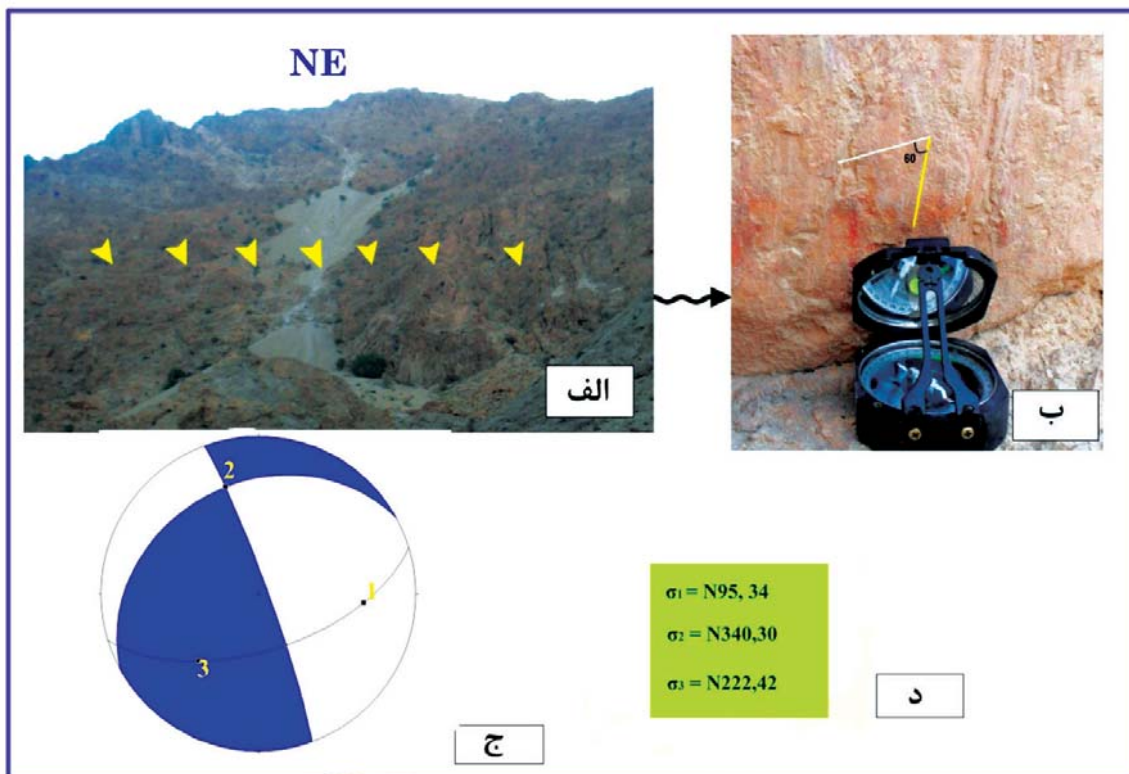 NE
الف
60
ب
2
1
3
ج
σ1 = N95, 34
σ2 = N340,30
σ3 = N222,42
د